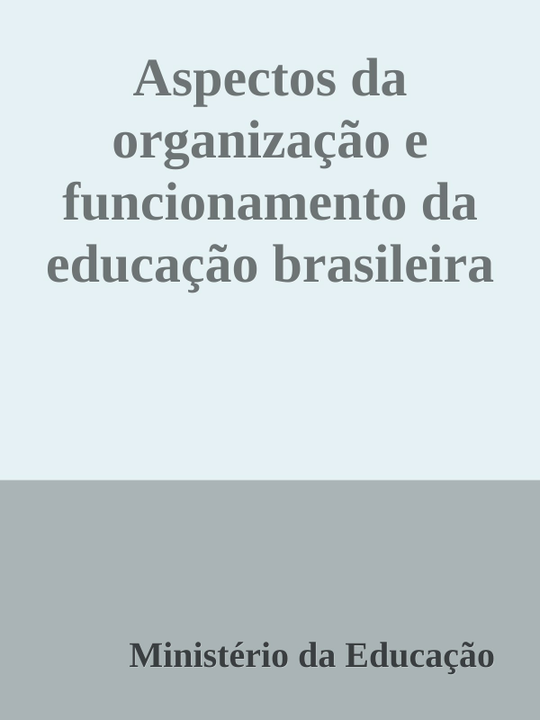 Aspectos da
organização e
funcionamento da
educação brasileira
Ministério da Educação